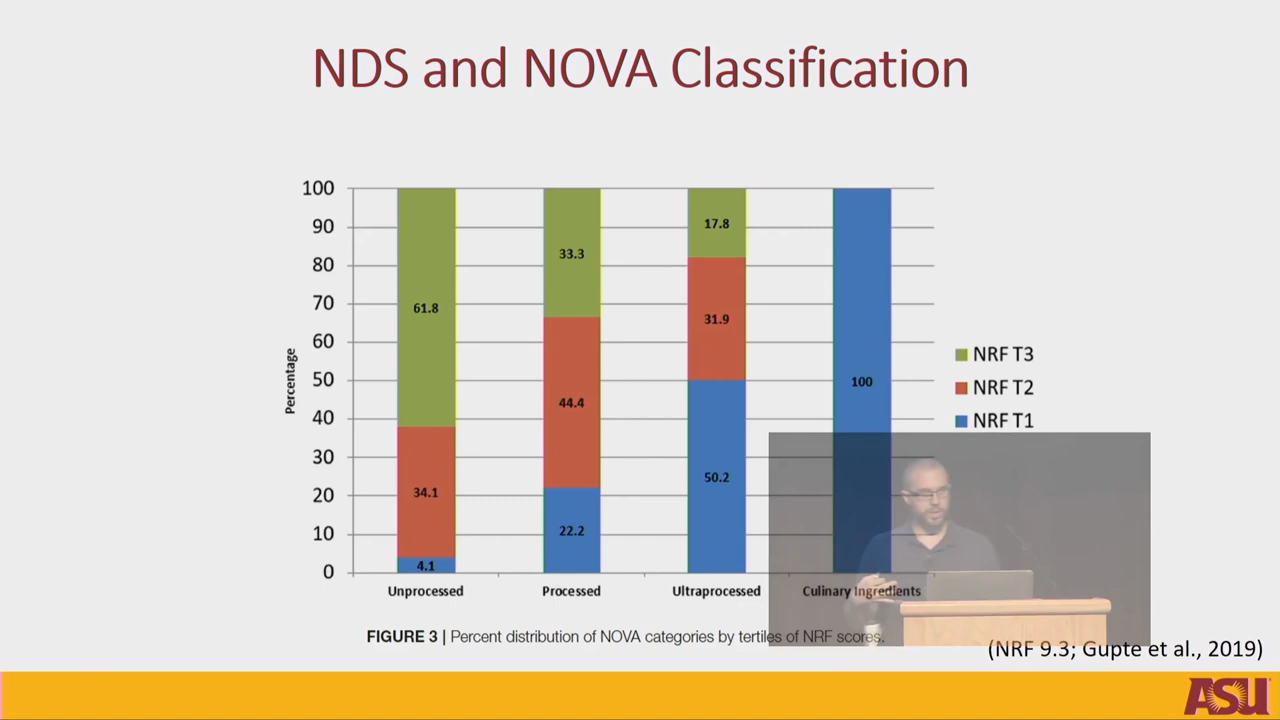 NDS and NOVA Classification
100
90
80
70
60
50
40
30
20
10
0
Percentage
61.8
34.1
4.1
33.3
44.4
22.2
17.8
31.9
50.2
100
NRF T3
NRF T2
NRF T1
Unprocessed
Processed
Ultraprocessed
Culinary Ingredients
FIGURE 3 | Percent distribution of NOVA categories by tertiles of NRF scores.
(NRF 9.3; Gupte et al., 2019)
ASU